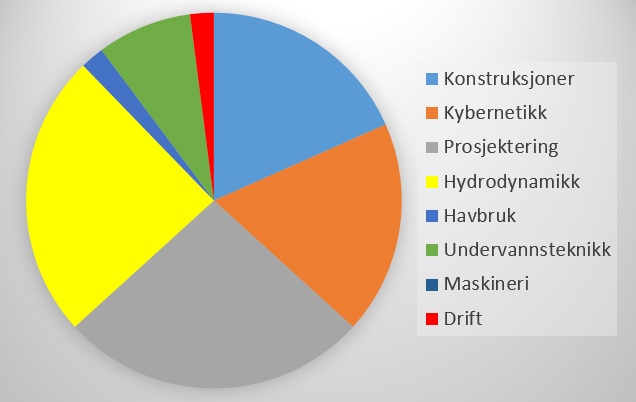 Konstruksjoner
Kybernetikk
Prosjektering
Hydrodynamikk
Havbruk
Undervannsteknikk
Maskineri
Drift